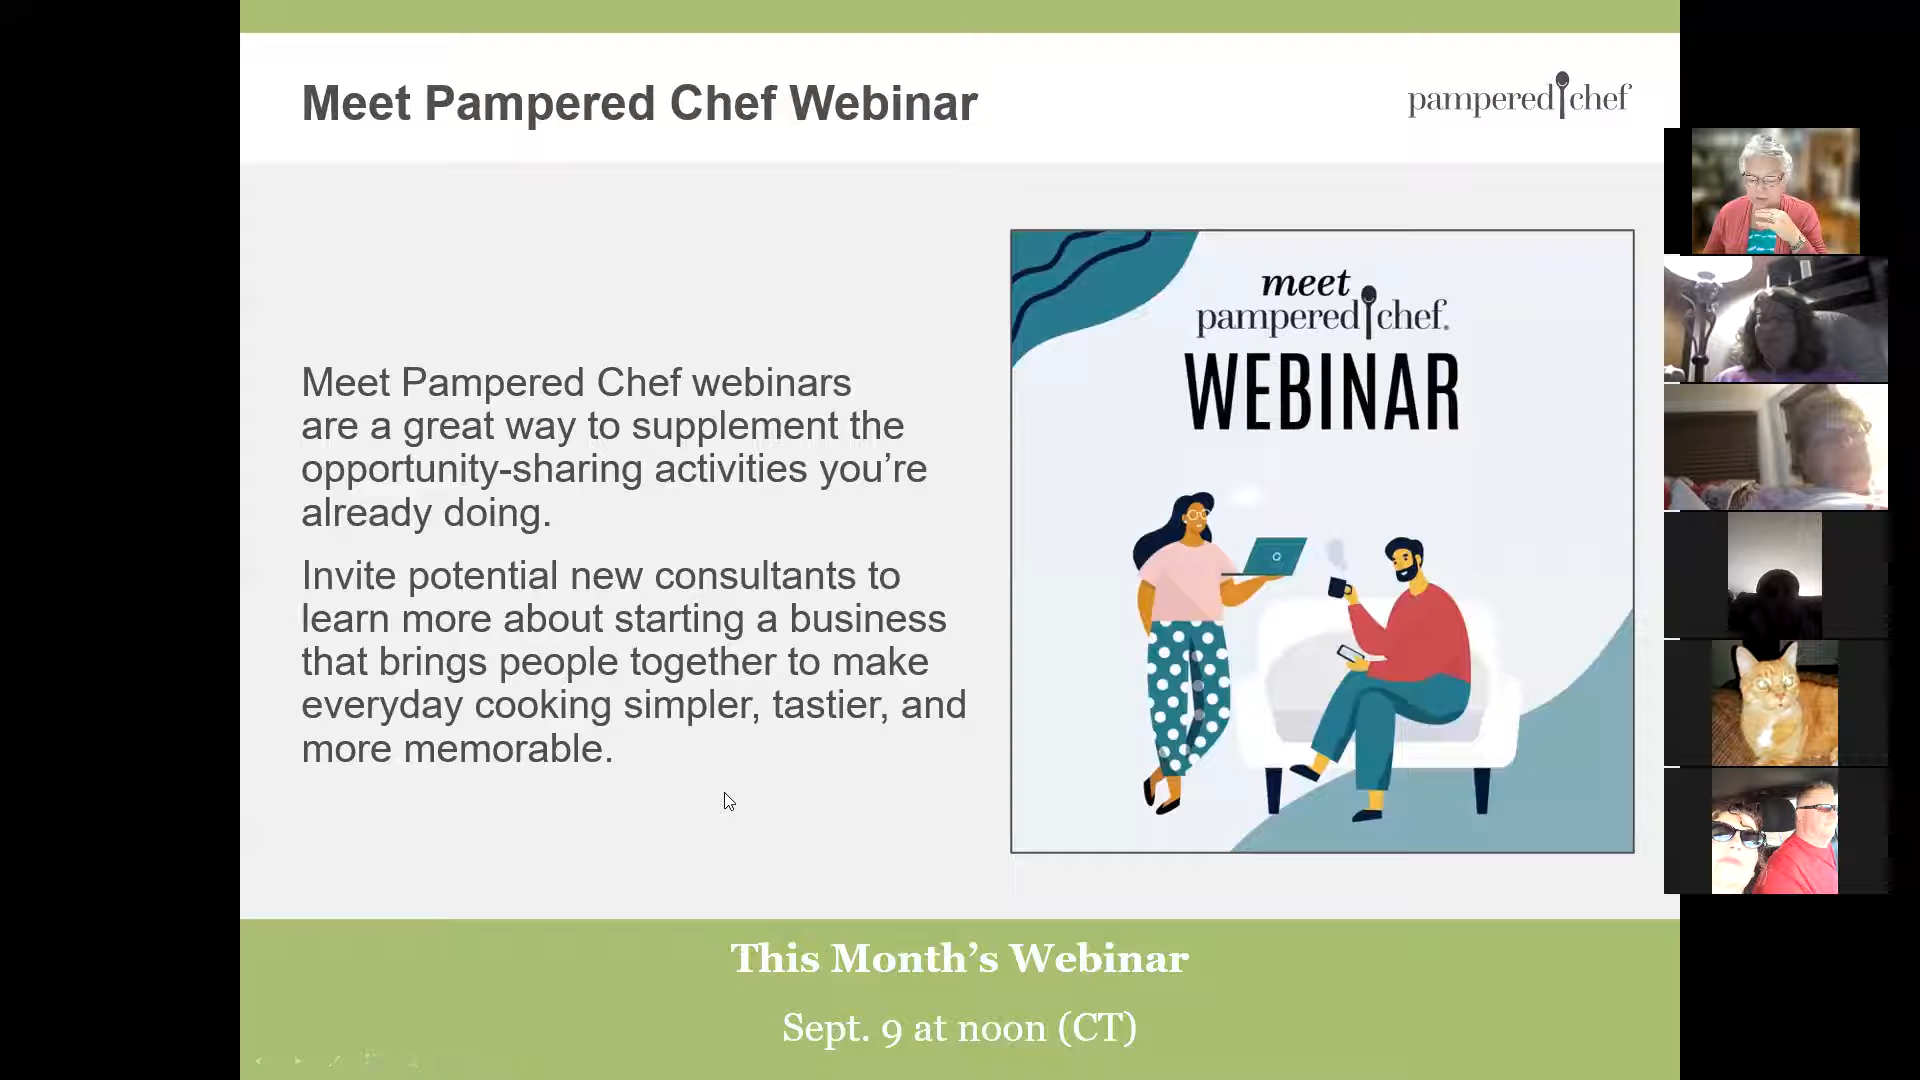 Meet Pampered Chef Webinar
pampered chef
Meet Pampered Chef webinars
are a great way to supplement the
opportunity-sharing activities you’re
already doing.
Invite potential new consultants to
learn more about starting a business
that brings people together to make
everyday cooking simpler, tastier, and
more memorable.
meet
pampered chef.
WEBINAR
This Month’s Webinar
Sept. 9 at noon (CT)